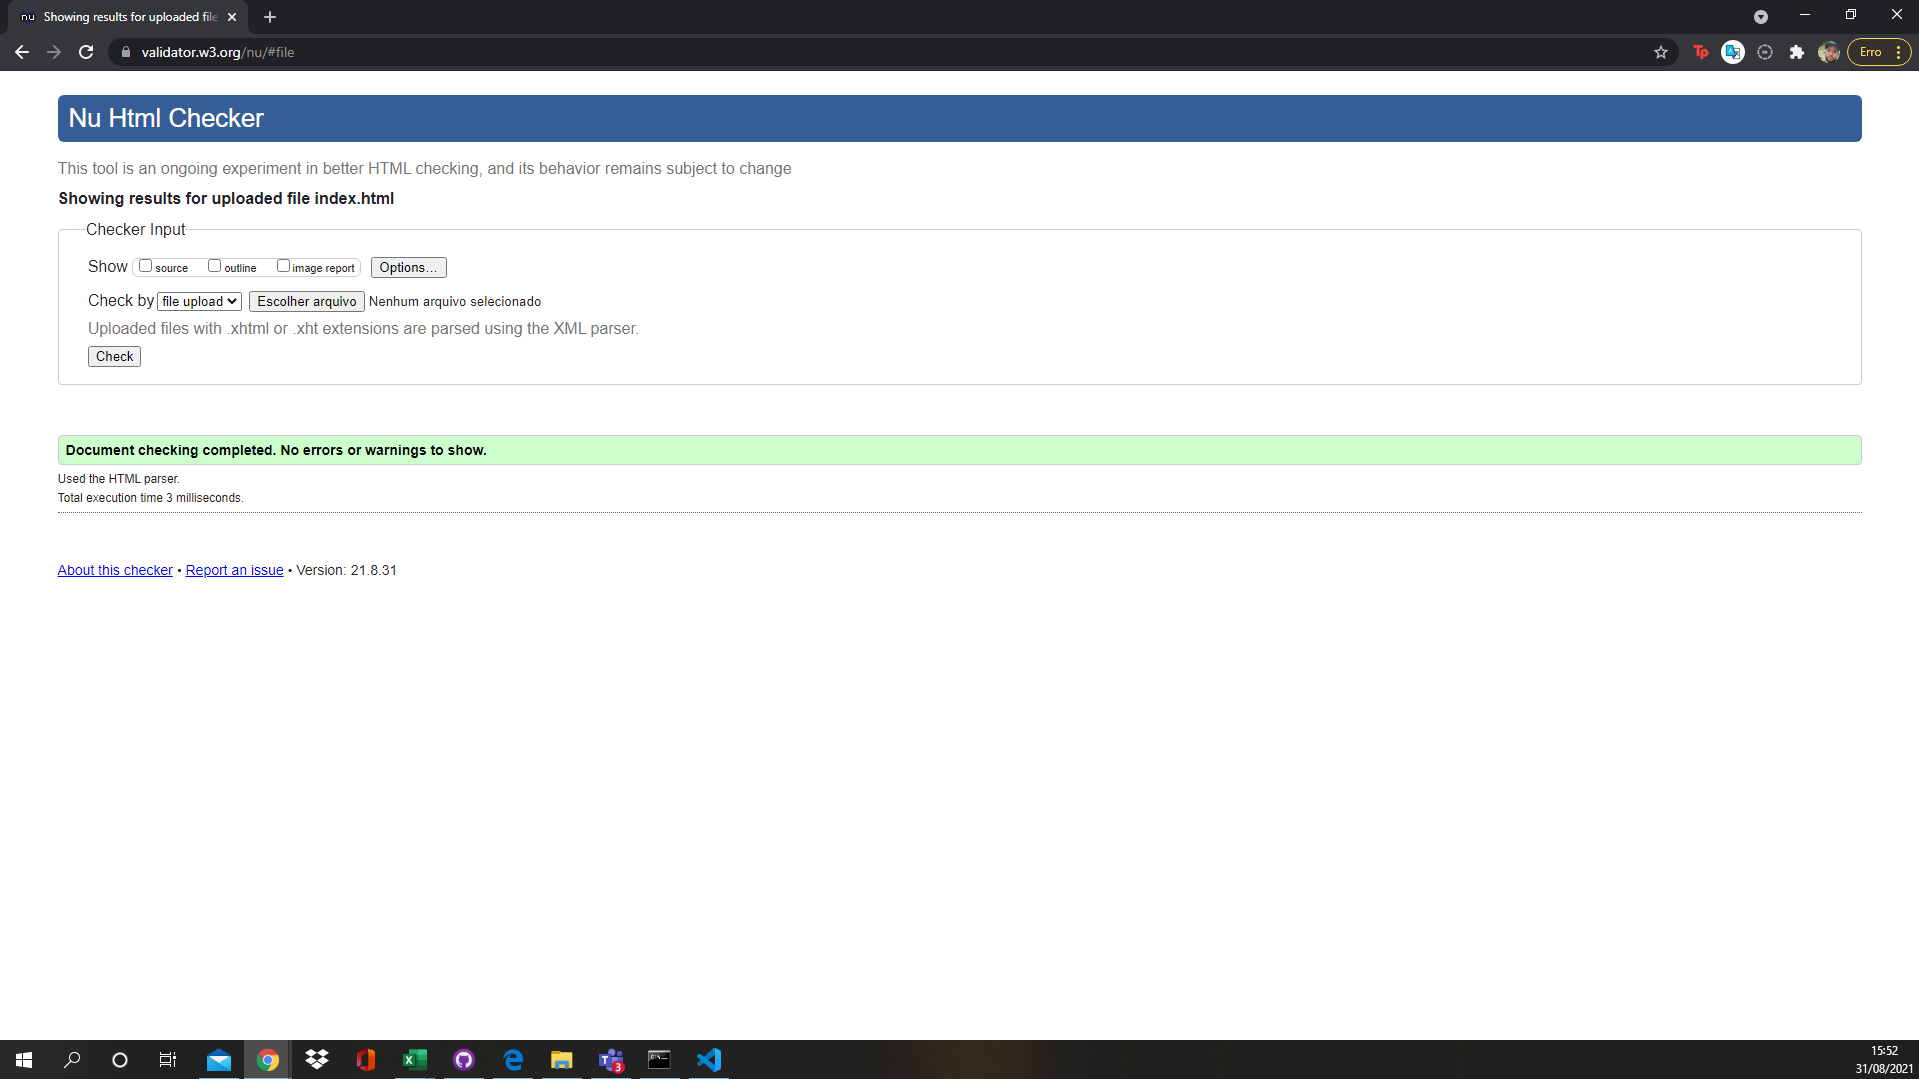 nu Showing results for uploaded file
validator.w3.org/nu/#file
Tp
Erro
Nu Html Checker
This tool is an ongoing experiment in better HTML checking, and its behavior remains subject to change
Showing results for uploaded file index.html
Checker Input
Show source outline image report Options...
Check by file upload Escolher arquivo Nenhum arquivo selecionado
Uploaded files with .xhtml or .xht extensions are parsed using the XML parser.
Check
Document checking completed. No errors or warnings to show.
Used the HTML parser.
Total execution time 3 milliseconds.
About this checker • Report an issue • Version: 21.8.31
3
15:52
31/08/2021